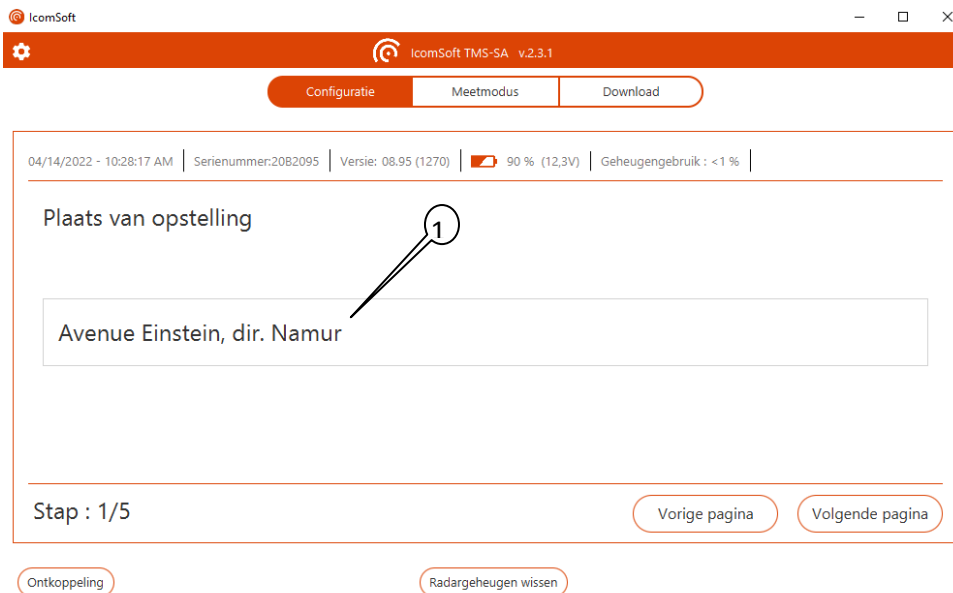 IcomSoft
IcomSoft TMS-SA v.2.3.1
Configuratie Meetmodus Download
04/14/2022 - 10:28:17 AM Serienummer:20B2095 Versie: 08.95 (1270) 90 % (12,3V) Geheugengebruik : <1 %
Plaats van opstelling
1
Avenue Einstein, dir. Namur
Stap : 1/5 Vorige pagina Volgende pagina
Ontkoppeling Radargeheugen wissen